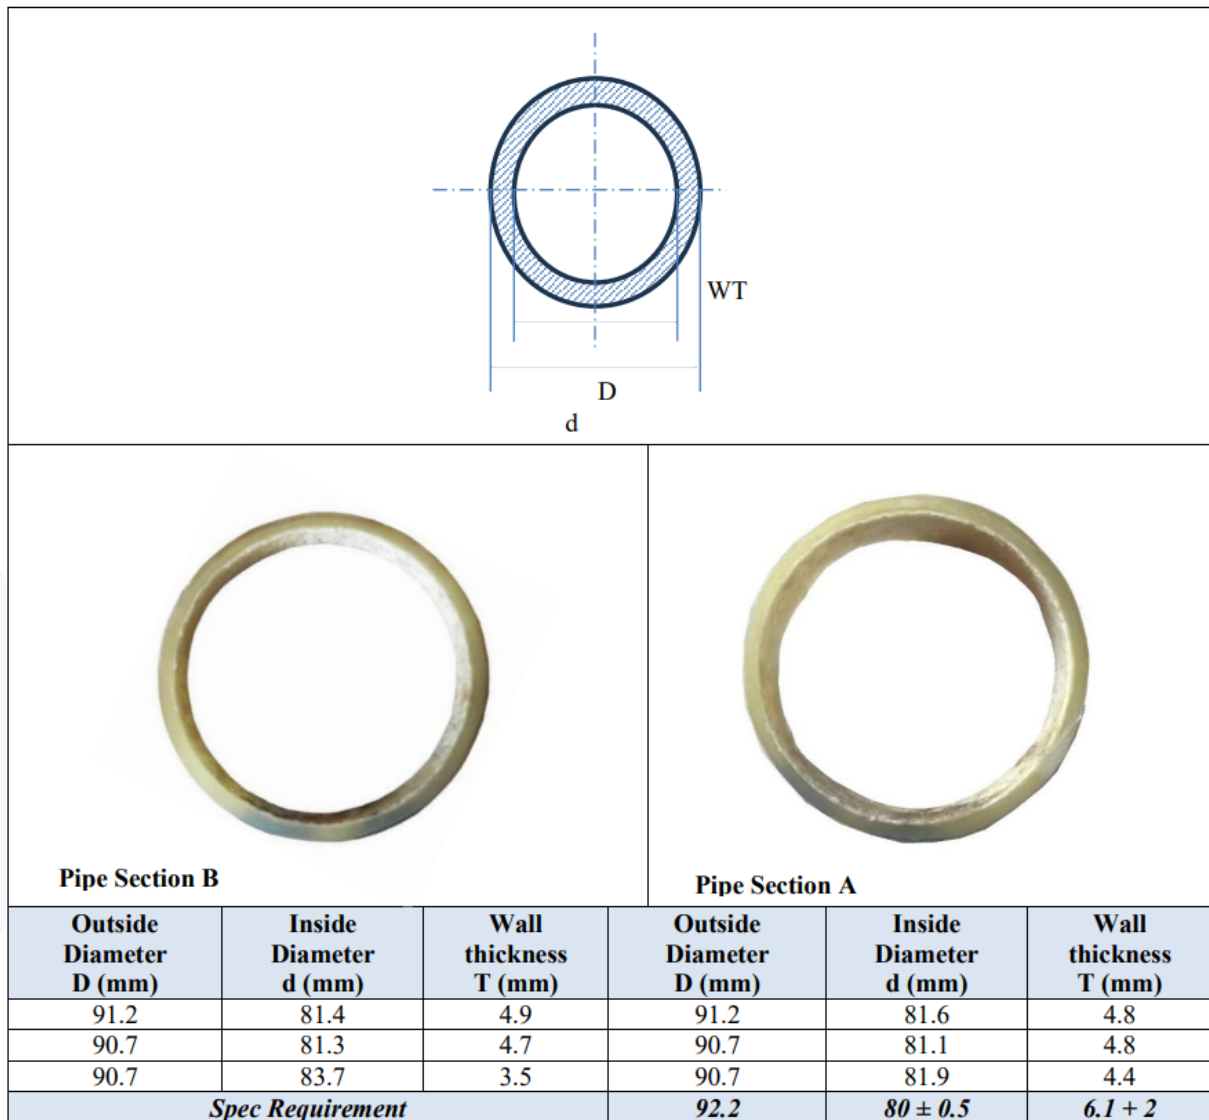 WT
D
d
Pipe Section B
Pipe Section A
Outside Diameter D (mm) Inside Diameter d (mm) Wall thickness T (mm) Outside Diameter D (mm) Inside Diameter d (mm) Wall thickness T (mm)
91.2 81.4 4.9 91.2 81.6 4.8
90.7 81.3 4.7 90.7 81.1 4.8
90.7 83.7 3.5 90.7 81.9 4.4
Spec Requirement 92.2 80 ± 0.5 6.1 + 2